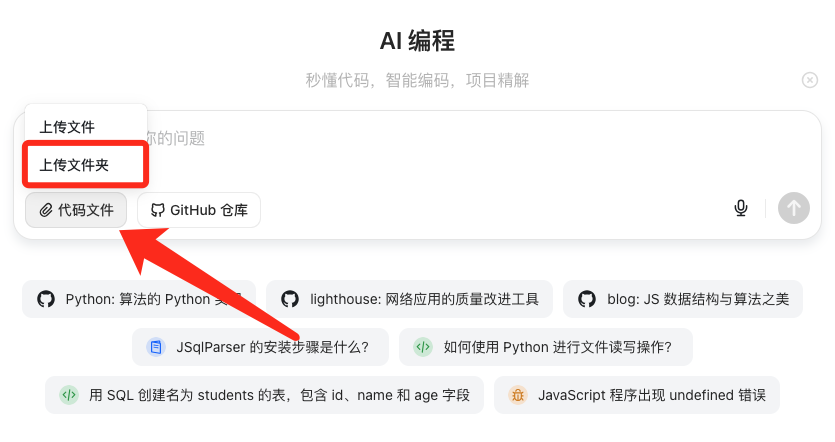 AI 编程
秒懂代码，智能编码，项目精解
上传文件
你的问题
上传文件夹
代码文件
GitHub 仓库
Python: 算法的 Python
lighthouse: 网络应用的质量改进工具
blog: JS 数据结构与算法之美
JSqlParser 的安装步骤是什么?
如何使用 Python 进行文件读写操作?
用 SQL 创建名为 students 的表，包含 id、name 和 age 字段
JavaScript 程序出现 undefined 错误